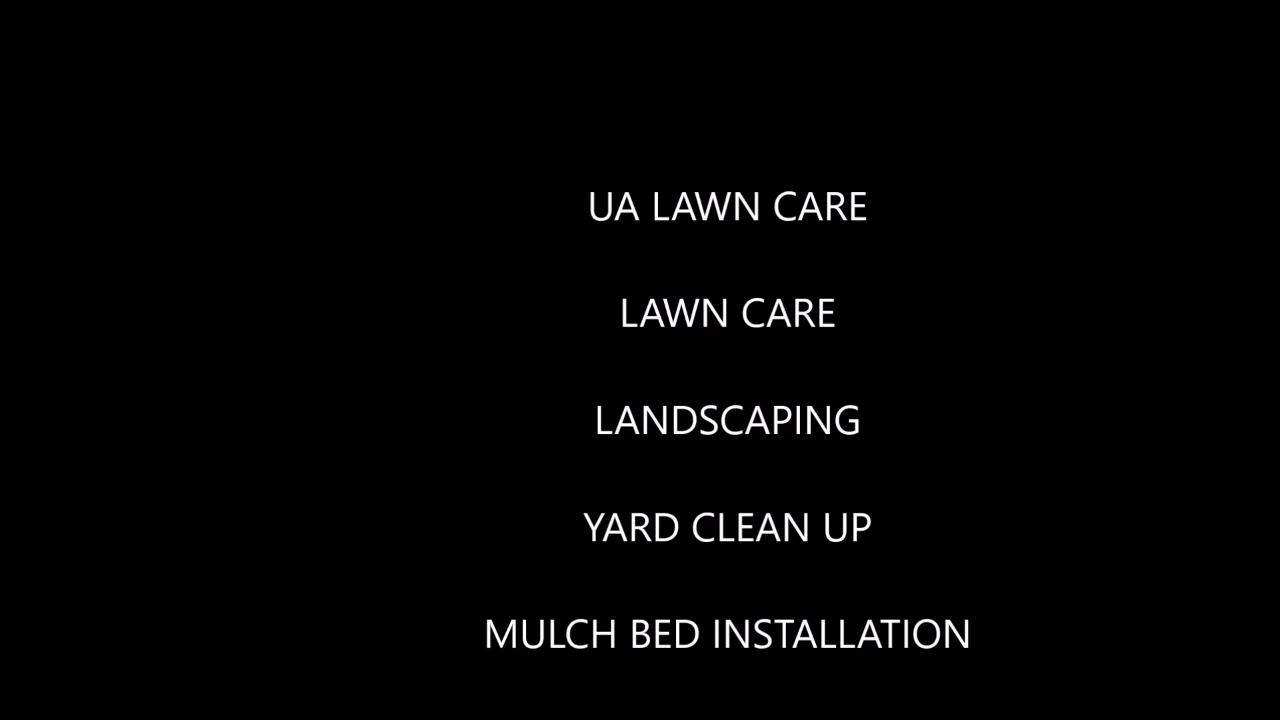 UA LAWN CARE
LAWN CARE
LANDSCAPING
YARD CLEAN UP
MULCH BED INSTALLATION